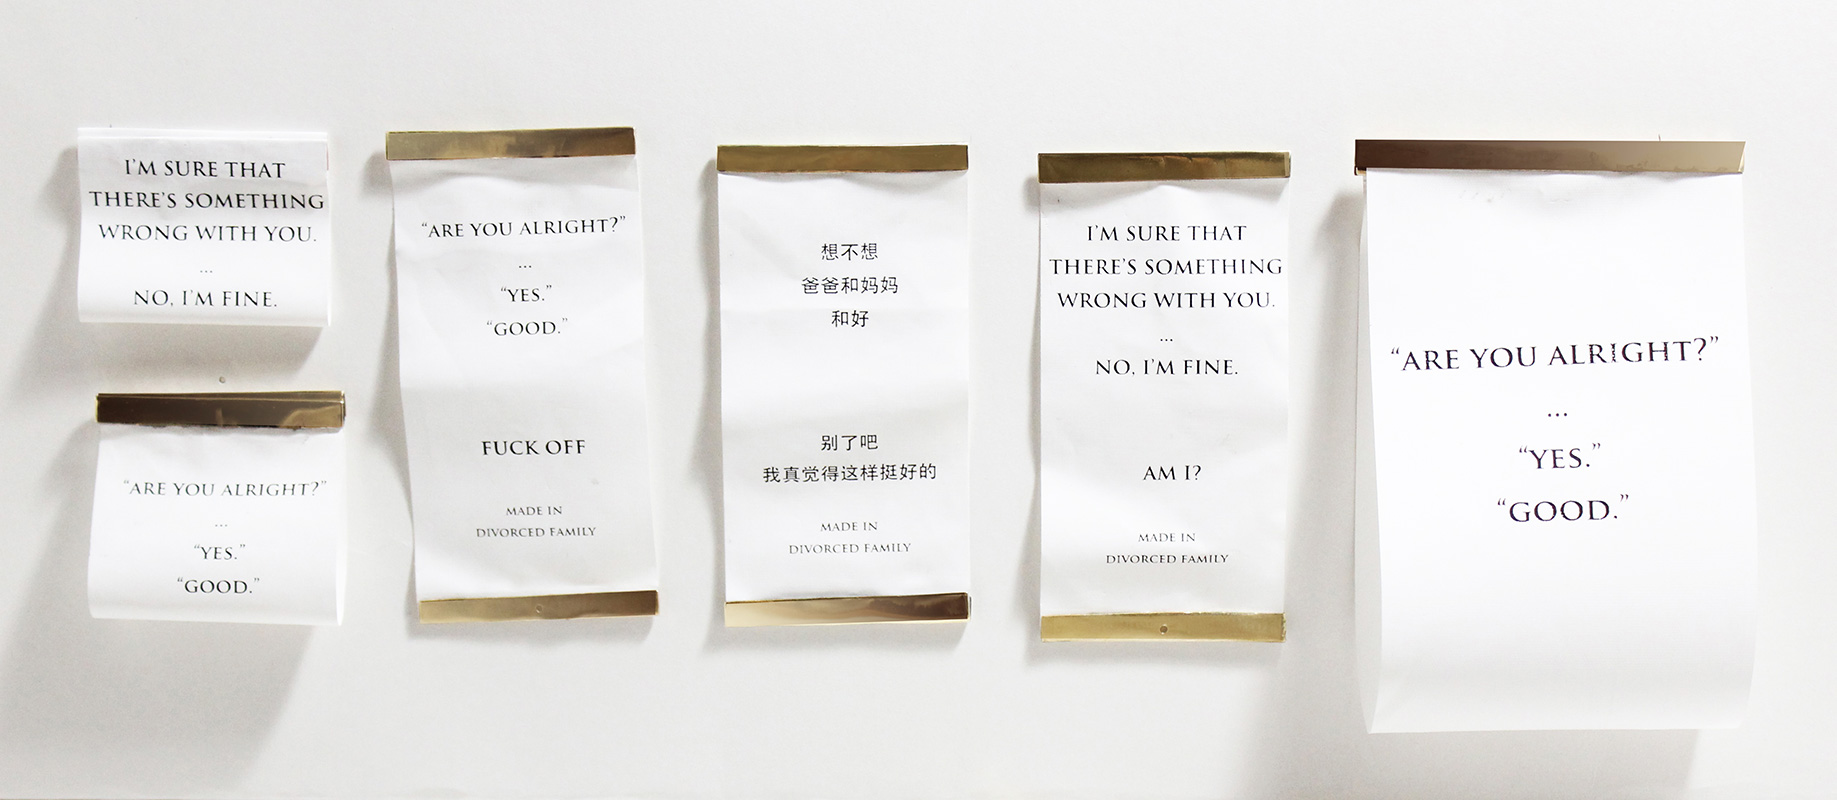 I'M SURE THAT
THERE'S SOMETHING
WRONG WITH YOU.
...
NO, I'M FINE.
“ARE YOU ALRIGHT?”
...
“YES.”
“GOOD.”
“ARE YOU ALRIGHT?”
...
“YES.”
“GOOD.”
FUCK OFF
MADE IN
DIVORCED FAMILY
想不想
爸爸和妈妈
和好
别了吧
我真觉得这样挺好的
MADE IN
DIVORCED FAMILY
I'M SURE THAT
THERE'S SOMETHING
WRONG WITH YOU.
...
NO, I'M FINE.
AM I?
MADE IN
DIVORCED FAMILY
“ARE YOU ALRIGHT?”
...
“YES.”
“GOOD.”